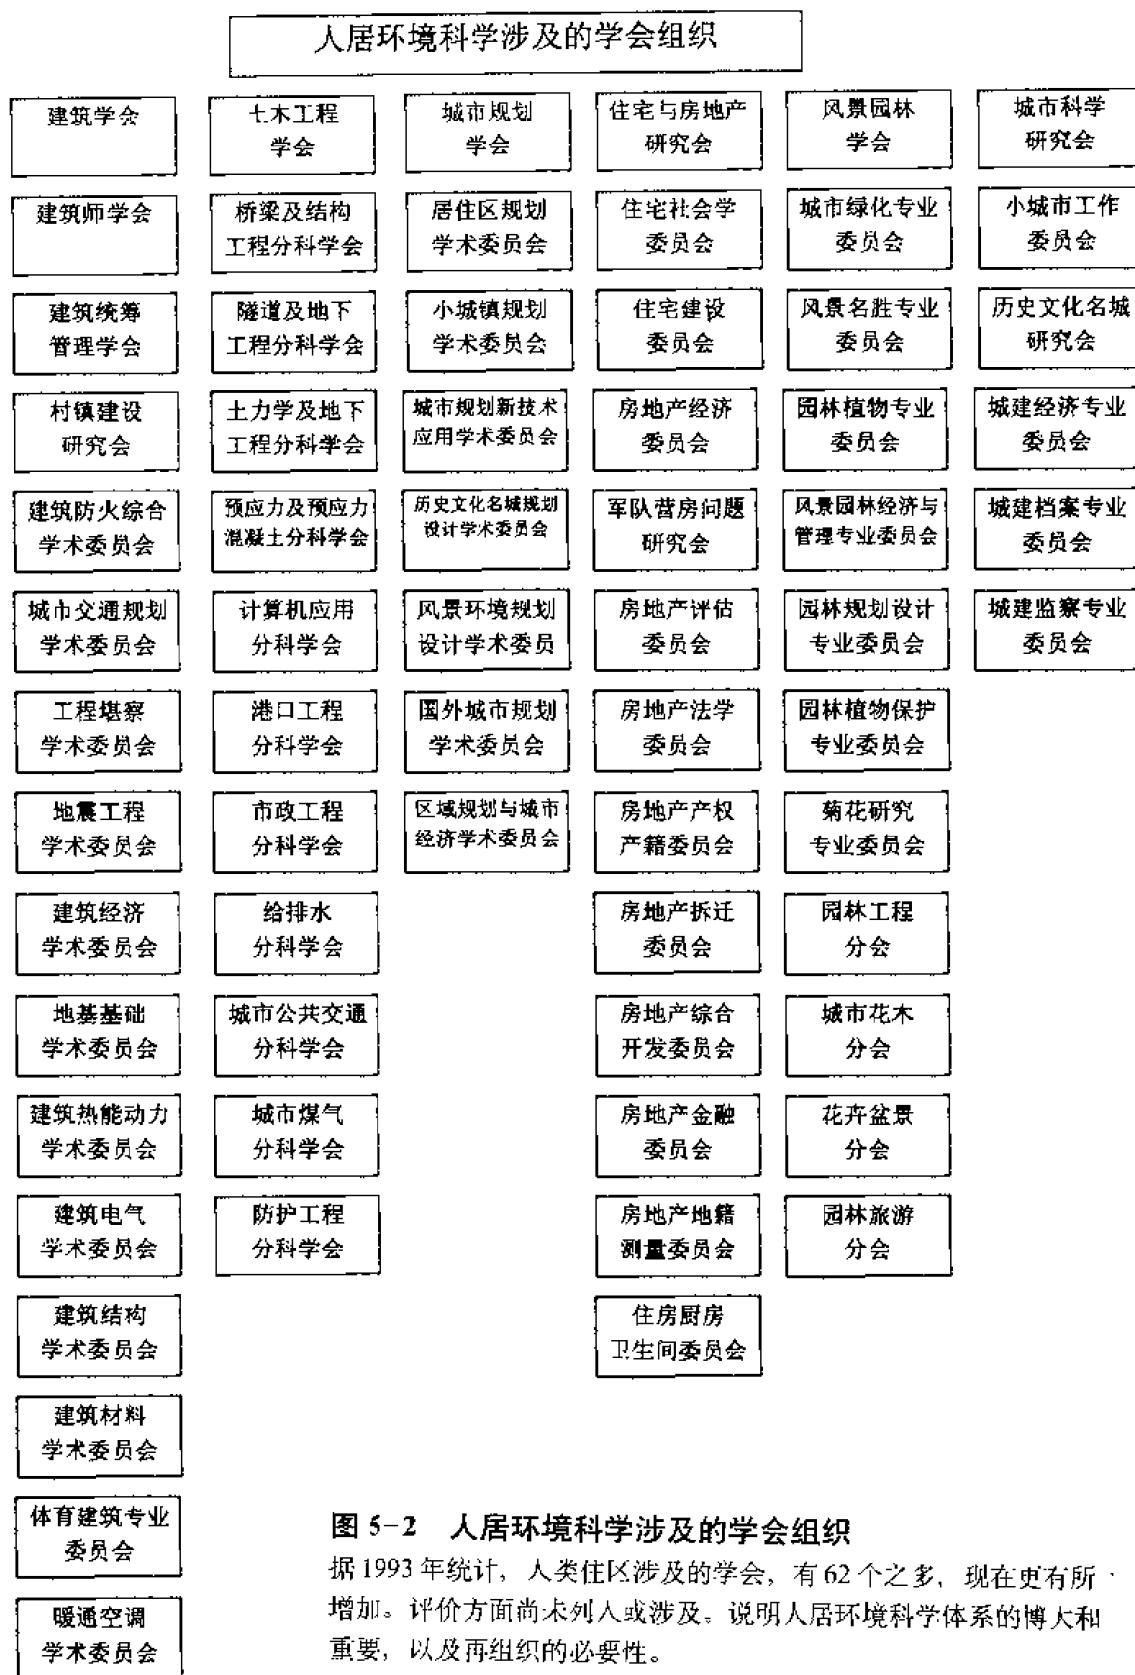 人居环境科学涉及的学会组织
建筑学会
土木工程
学会
城市规划
学会
住宅与房地产
研究会
风景园林
学会
城市科学
研究会
建筑师学会
桥梁及结构
工程分科学会
居住区规划
学术委员会
住宅社会学
委员会
城市绿化专业
委员会
小城市工作
委员会
建筑统筹
管理学会
隧道及地下
工程分科学会
小城镇规划
学术委员会
住宅建设
委员会
风景名胜专业
委员会
历史文化名城
研究会
村镇建设
研究会
土力学及地下
工程分科学会
城市规划新技术
应用学术委员会
房地产经济
委员会
园林植物专业
委员会
城建经济专业
委员会
建筑防火综合
学术委员会
预应力及预应力
混凝土分科学会
历史文化名城规划
设计学术委员会
军队营房问题
研究会
风景园林经济与
管理专业委员会
城建档案专业
委员会
城市交通规划
学术委员会
计算机应用
分科学会
风景环境规划
设计学术委员
房地产评估
委员会
园林规划设计
专业委员会
城建监察专业
委员会
工程堪察
学术委员会
港口工程
分科学会
国外城市规划
学术委员会
房地产法学
委员会
园林植物保护
专业委员会
地震工程
学术委员会
市政工程
分科学会
区域规划与城市
经济学术委员会
房地产产权
产籍委员会
菊花研究
专业委员会
建筑经济
学术委员会
给排水
分科学会
房地产拆迁
委员会
园林工程
分会
地基基础
学术委员会
城市公共交通
分科学会
房地产综合
开发委员会
城市花木
分会
建筑热能动力
学术委员会
城市煤气
分科学会
房地产金融
委员会
花卉盆景
分会
建筑电气
学术委员会
防护工程
分科学会
房地产地籍
测量委员会
园林旅游
分会
建筑结构
学术委员会
住房厨房
卫生间委员会
建筑材料
学术委员会
体育建筑专业
委员会
暖通空调
学术委员会
图 5-2 人居环境科学涉及的学会组织
据 1993 年统计，人类住区涉及的学会，有 62 个之多，现在更有所
增加。评价方面尚未列入或涉及。说明人居环境科学体系的博大和
重要，以及再组织的必要性。